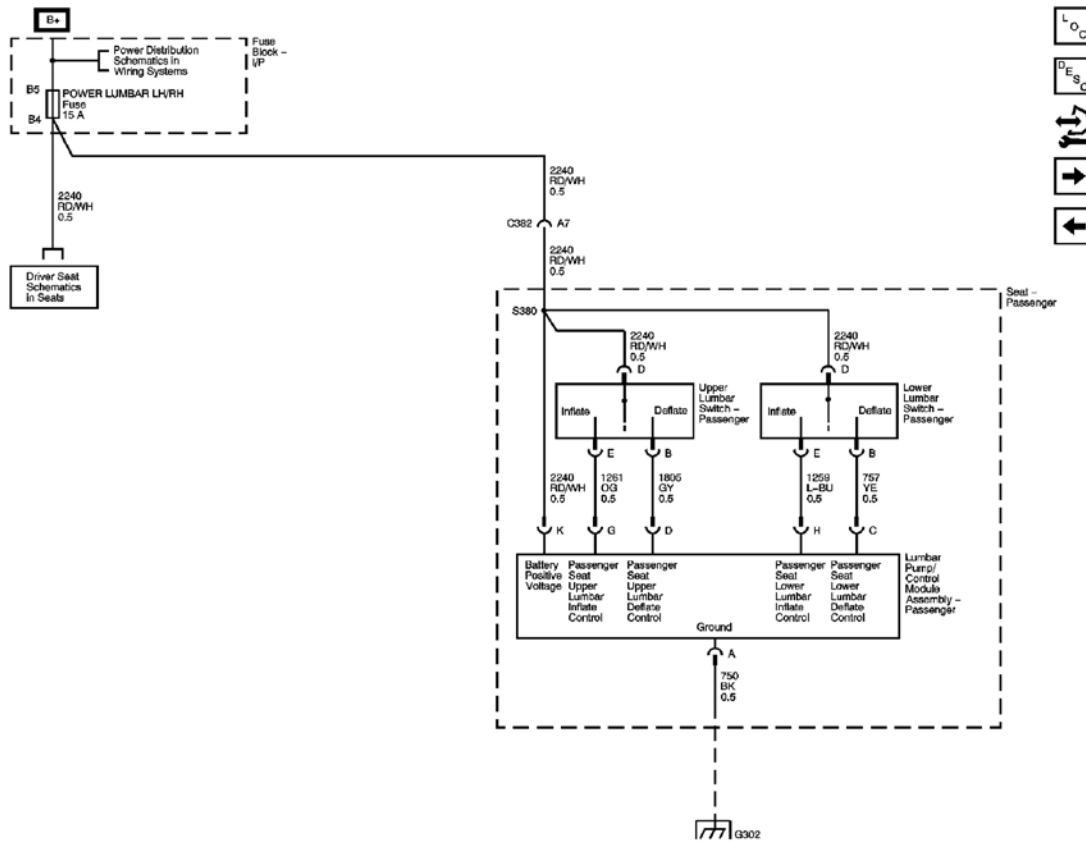 B+
Power Distribution
Schematics in
Wiring Systems
Fuse
Block –
I/P
B5
POWER LUMBAR LH/RH
Fuse
15 A
B4
2240
RD/WH
0.5
Driver Seat
Schematics
in Seats
2240
RD/WH
0.5
C382
A7
2240
RD/WH
0.5
S380
Seat –
Passenger
2240
RD/WH
0.5
D
2240
RD/WH
0.5
D
Inflate
Deflate
Upper
Lumbar
Switch –
Passenger
Inflate
Deflate
Lower
Lumbar
Switch –
Passenger
E
B
E
B
2240
RD/WH
0.5
1261
OG
0.5
1805
GY
0.5
1259
L-BU
0.5
757
YE
0.5
K
G
D
H
C
Battery
Positive
Voltage
Passenger
Seat
Upper
Lumbar
Inflate
Control
Passenger
Seat
Upper
Lumbar
Deflate
Control
Passenger
Seat
Lower
Lumbar
Inflate
Control
Passenger
Seat
Lower
Lumbar
Deflate
Control
Lumbar
Pump/
Control
Module
Assembly –
Passenger
Ground
A
750
BK
0.5
G302
LOC
DESC